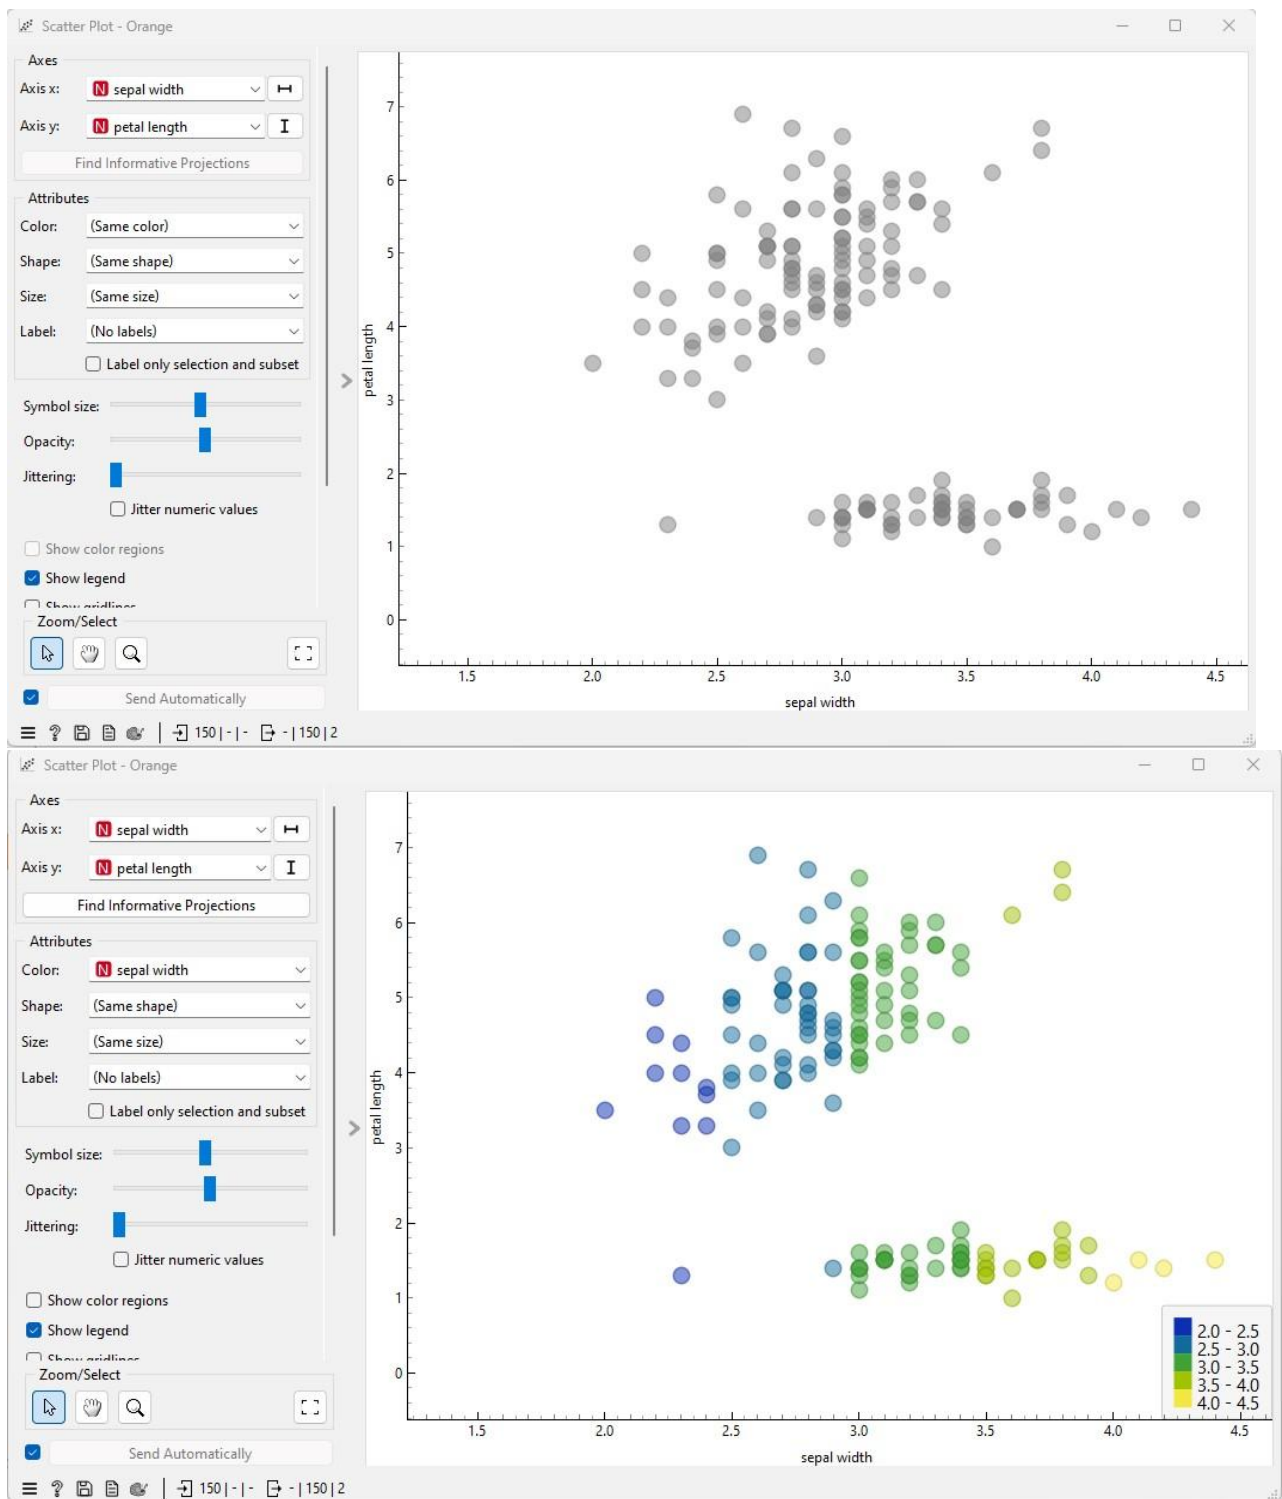 Scatter Plot - Orange
Axes
Axis x: N sepal width
Axis y: N petal length
Find Informative Projections
Attributes
Color: (Same color)
Shape: (Same shape)
Size: (Same size)
Label: (No labels)
Label only selection and subset
Symbol size:
Opacity:
Jittering:
Jitter numeric values
Show color regions
Show legend
Show gridlines
Zoom/Select
Send Automatically
150 | - | - - | 150 | 2
petal length
7
6
5
4
3
2
1
0
1.5 2.0 2.5 3.0 3.5 4.0 4.5
sepal width
Scatter Plot - Orange
Axes
Axis x: N sepal width
Axis y: N petal length
Find Informative Projections
Attributes
Color: N sepal width
Shape: (Same shape)
Size: (Same size)
Label: (No labels)
Label only selection and subset
Symbol size:
Opacity:
Jittering:
Jitter numeric values
Show color regions
Show legend
Show gridlines
Zoom/Select
Send Automatically
150 | - | - - | 150 | 2
petal length
7
6
5
4
3
2
1
0
1.5 2.0 2.5 3.0 3.5 4.0 4.5
sepal width
2.0 - 2.5
2.5 - 3.0
3.0 - 3.5
3.5 - 4.0
4.0 - 4.5